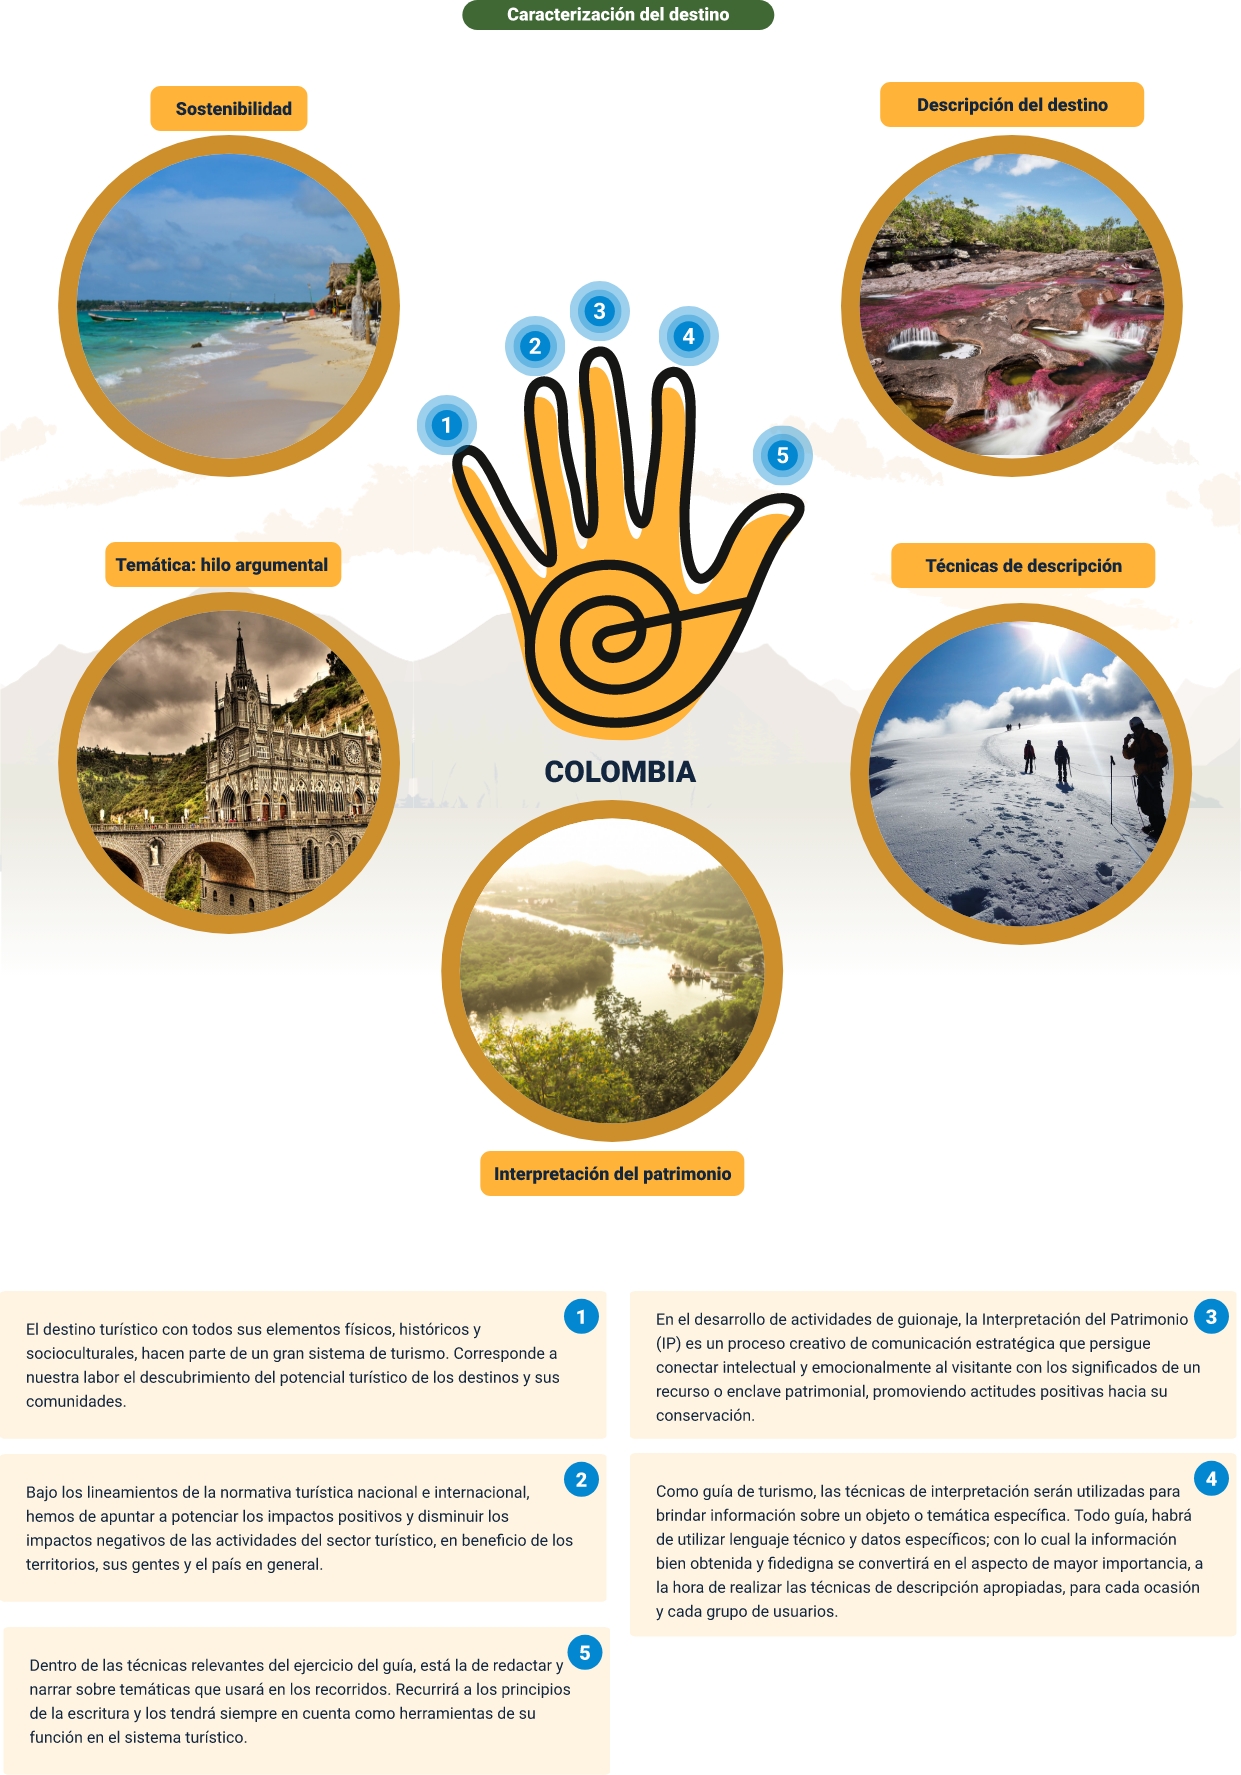 Caracterización del destino
Sostenibilidad
Descripción del destino
3
2
4
1
5
Temática: hilo argumental
Técnicas de descripción
COLOMBIA
Interpretación del patrimonio
1
El destino turístico con todos sus elementos físicos, históricos y
socioculturales, hacen parte de un gran sistema de turismo. Corresponde a
nuestra labor el descubrimiento del potencial turístico de los destinos y sus
comunidades.
2
Bajo los lineamientos de la normativa turística nacional e internacional,
hemos de apuntar a potenciar los impactos positivos y disminuir los
impactos negativos de las actividades del sector turístico, en beneficio de los
territorios, sus gentes y el país en general.
3
En el desarrollo de actividades de guionaje, la Interpretación del Patrimonio
(IP) es un proceso creativo de comunicación estratégica que persigue
conectar intelectual y emocionalmente al visitante con los significados de un
recurso o enclave patrimonial, promoviendo actitudes positivas hacia su
conservación.
4
Como guía de turismo, las técnicas de interpretación serán utilizadas para
brindar información sobre un objeto o temática específica. Todo guía, habrá
de utilizar lenguaje técnico y datos específicos; con lo cual la información
bien obtenida y fidedigna se convertirá en el aspecto de mayor importancia, a
la hora de realizar las técnicas de descripción apropiadas, para cada ocasión
y cada grupo de usuarios.
5
Dentro de las técnicas relevantes del ejercicio del guía, está la de redactar y
narrar sobre temáticas que usará en los recorridos. Recurrirá a los principios
de la escritura y los tendrá siempre en cuenta como herramientas de su
función en el sistema turístico.